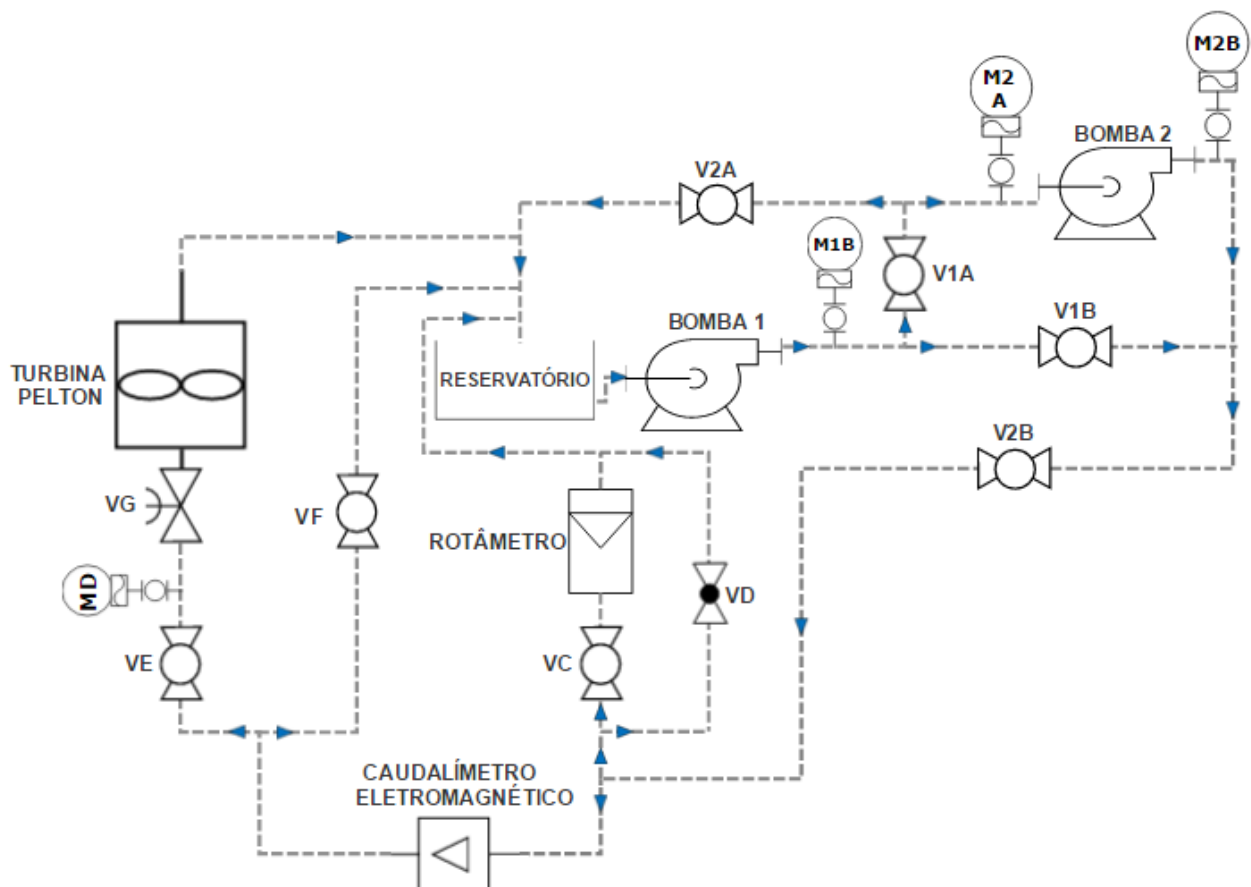 M2B
M2
A
BOMBA 2
V2A
M1B
V1A
BOMBA 1
V1B
TURBINA
PELTON
RESERVATÓRIO
V2B
VG
VF
ROTÂMETRO
MD
VD
VE
VC
CAUDALÍMETRO
ELETROMAGNÉTICO